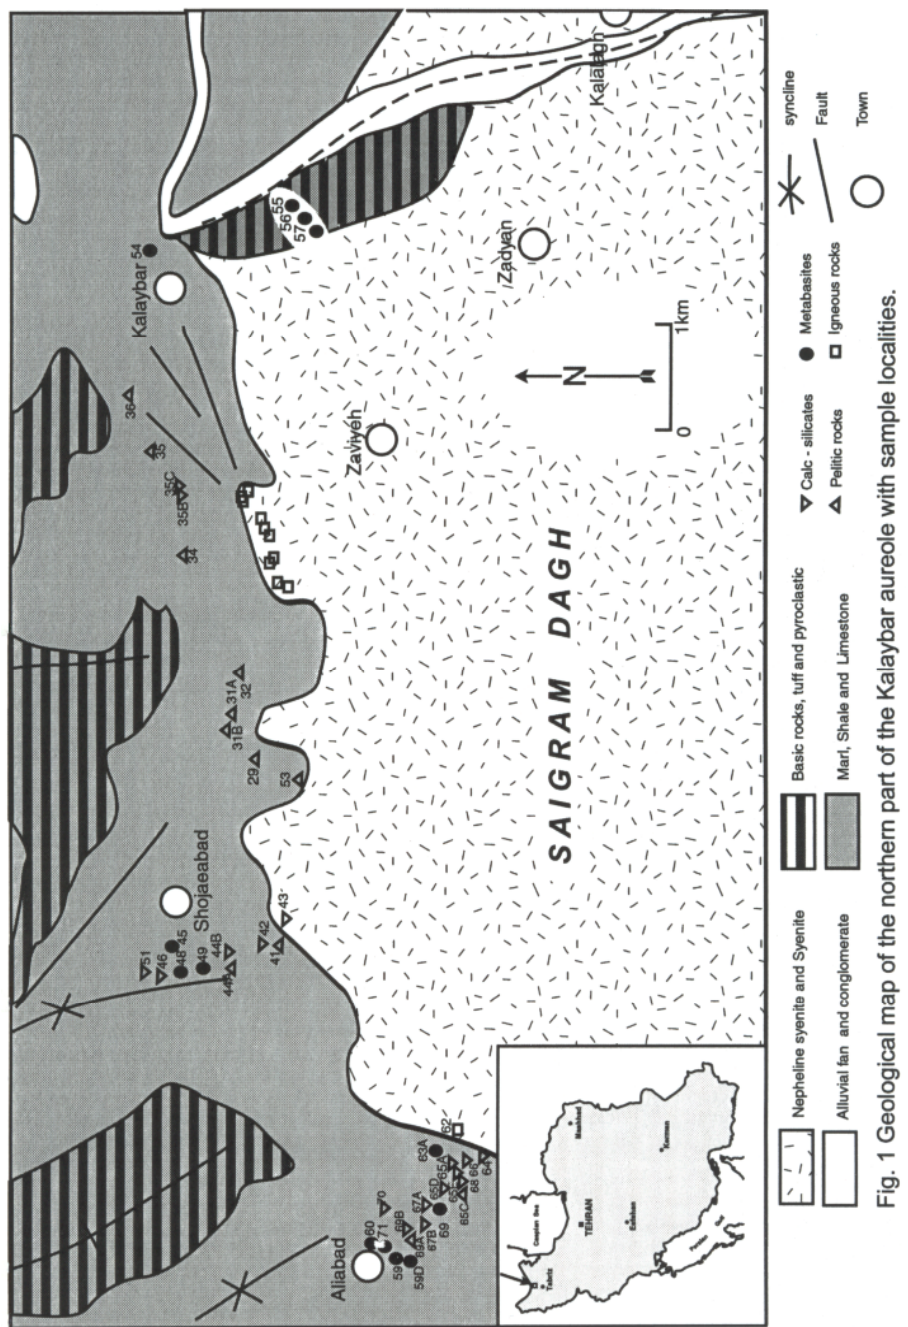 Aliabad
60
71
59
59D
70
69B
69A
67A
67B
69
63A
65D
65A
65C
66
68
64
62
51
46
48
45
49
44B
44A
42
41
43
Shojaeabad
29
53
31B
31A
32
34
35B
35C
35
36
Kalaybar
54
55
56
57
Zaviyeh
Zadyan
Kalalagh
SAIGRAM DAGH
N
0
1km
Caspian Sea
Tabriz
TEHRAN
Mashhad
Esfahan
Kerman
Nepheline syenite and Syenite
Alluvial fan and conglomerate
Basic rocks, tuff and pyroclastic
Marl, Shale and Limestone
Calc - silicates
Pelitic rocks
Metabasites
Igneous rocks
syncline
Fault
Town
Fig. 1 Geological map of the northern part of the Kalaybar aureole with sample localities.